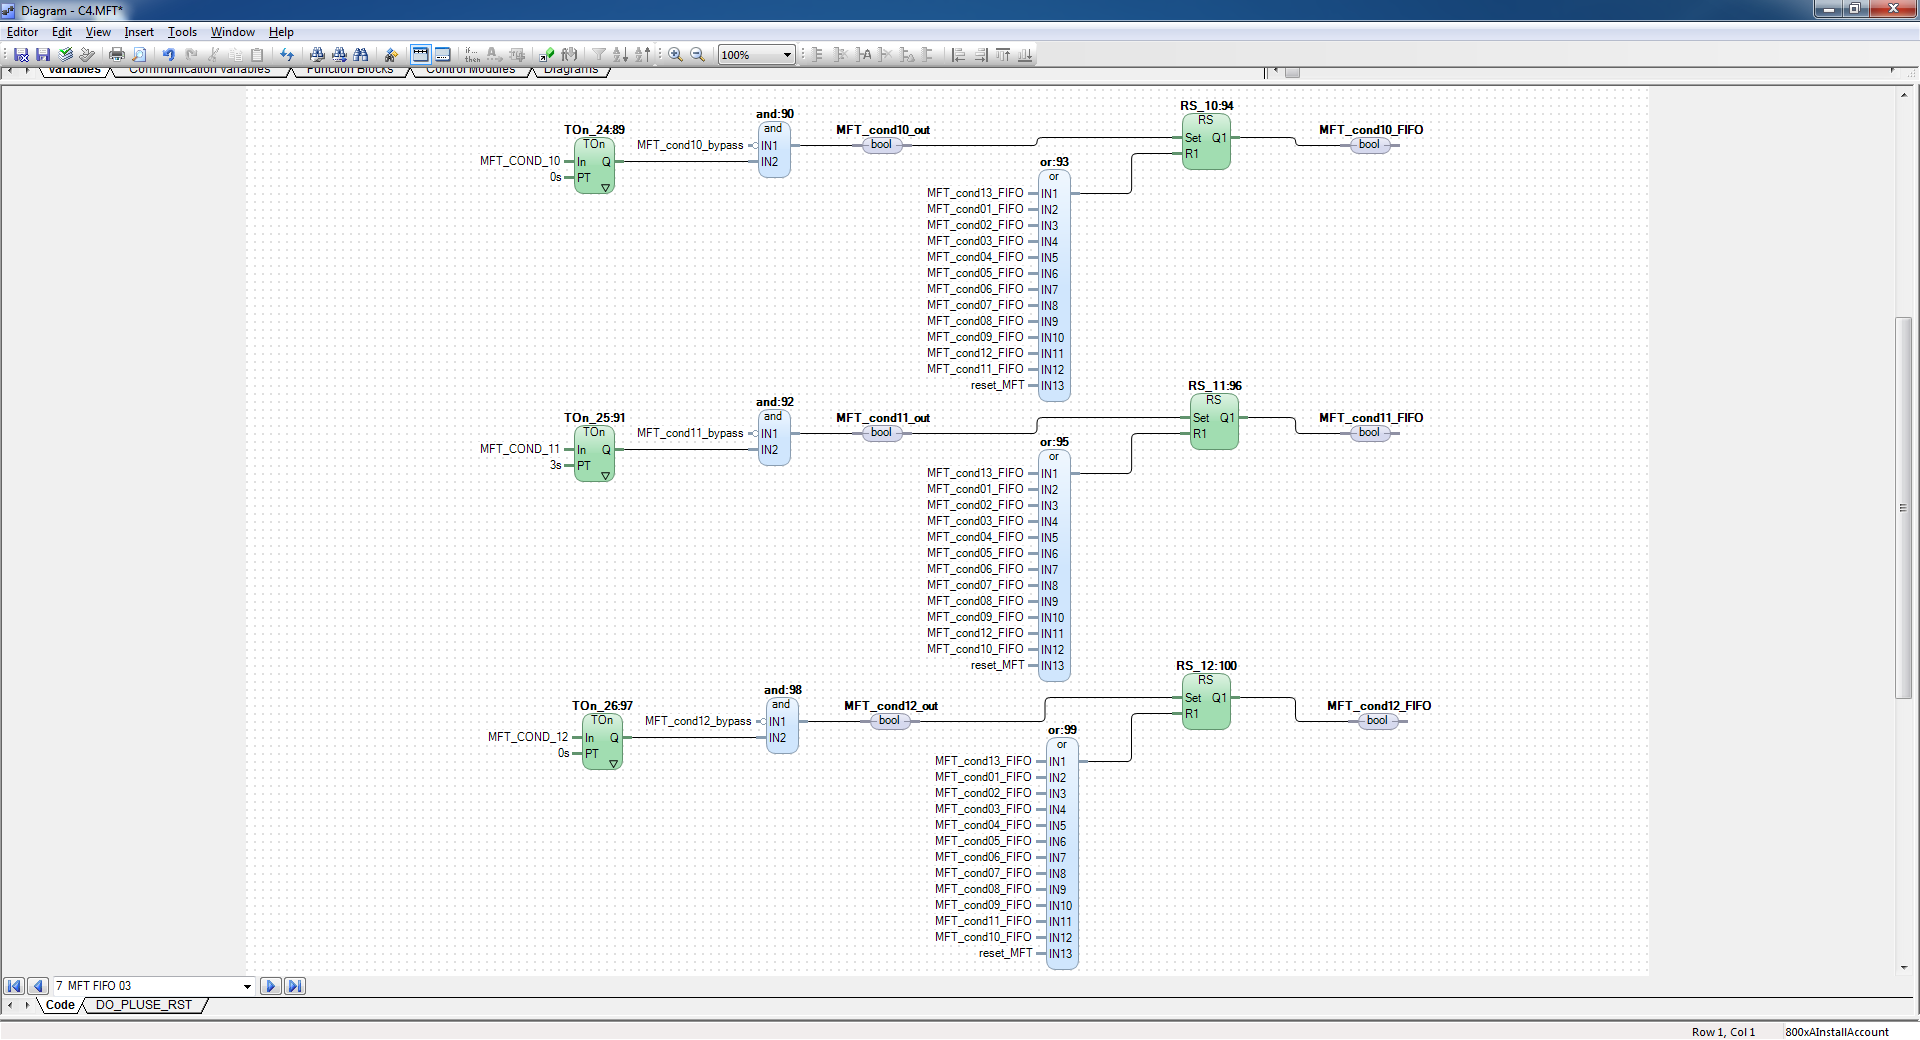 Diagram - C4.MFT*
Editor Edit View Insert Tools Window Help
if... then
100%
Variables Communication Variables Function Blocks Control Modules Diagrams
TOn_24:89
TOn
MFT_COND_10 In Q
0s PT
and:90
and
MFT_cond10_bypass IN1
IN2
MFT_cond10_out
bool
RS_10:94
RS
Set Q1
R1
MFT_cond10_FIFO
bool
or:93
or
MFT_cond13_FIFO IN1
MFT_cond01_FIFO IN2
MFT_cond02_FIFO IN3
MFT_cond03_FIFO IN4
MFT_cond04_FIFO IN5
MFT_cond05_FIFO IN6
MFT_cond06_FIFO IN7
MFT_cond07_FIFO IN8
MFT_cond08_FIFO IN9
MFT_cond09_FIFO IN10
MFT_cond12_FIFO IN11
MFT_cond11_FIFO IN12
reset_MFT IN13
TOn_25:91
TOn
MFT_COND_11 In Q
3s PT
and:92
and
MFT_cond11_bypass IN1
IN2
MFT_cond11_out
bool
RS_11:96
RS
Set Q1
R1
MFT_cond11_FIFO
bool
or:95
or
MFT_cond13_FIFO IN1
MFT_cond01_FIFO IN2
MFT_cond02_FIFO IN3
MFT_cond03_FIFO IN4
MFT_cond04_FIFO IN5
MFT_cond05_FIFO IN6
MFT_cond06_FIFO IN7
MFT_cond07_FIFO IN8
MFT_cond08_FIFO IN9
MFT_cond09_FIFO IN10
MFT_cond12_FIFO IN11
MFT_cond10_FIFO IN12
reset_MFT IN13
TOn_26:97
TOn
MFT_COND_12 In Q
0s PT
and:98
and
MFT_cond12_bypass IN1
IN2
MFT_cond12_out
bool
RS_12:100
RS
Set Q1
R1
MFT_cond12_FIFO
bool
or:99
or
MFT_cond13_FIFO IN1
MFT_cond01_FIFO IN2
MFT_cond02_FIFO IN3
MFT_cond03_FIFO IN4
MFT_cond04_FIFO IN5
MFT_cond05_FIFO IN6
MFT_cond06_FIFO IN7
MFT_cond07_FIFO IN8
MFT_cond08_FIFO IN9
MFT_cond09_FIFO IN10
MFT_cond11_FIFO IN11
MFT_cond10_FIFO IN12
reset_MFT IN13
7 MFT FIFO 03
Code DO_PLUSE_RST
Row 1, Col 1 800xAInstallAccount